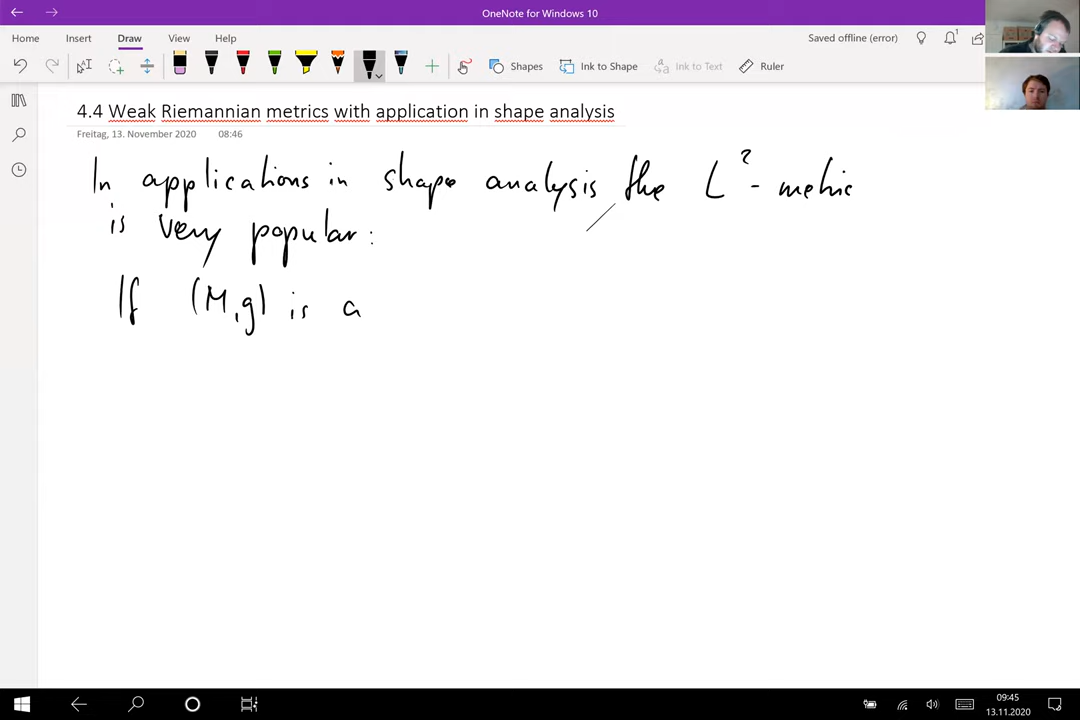 OneNote for Windows 10
Home Insert Draw View Help
Saved offline (error)
1
Shapes Ink to Shape Ink to Text Ruler
4.4 Weak Riemannian metrics with application in shape analysis
Freitag, 13. November 2020 08:46
In applications in shape analysis the L² - metric
is very popular:
If (M,g) is a
09:45
13.11.2020